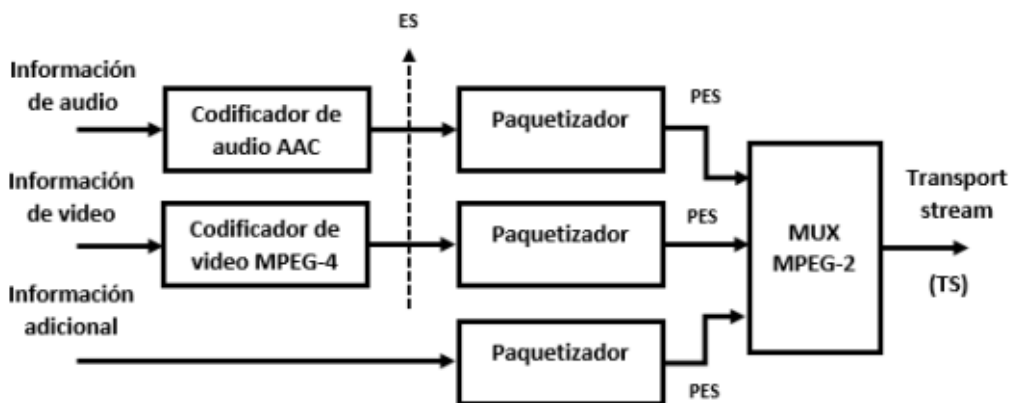 ES
Información
de audio
Codificador de
audio AAC
Paquetizador
PES
Información
de video
Codificador de
video MPEG-4
Paquetizador
PES
MUX
MPEG-2
Transport
stream
(TS)
Información
adicional
Paquetizador
PES